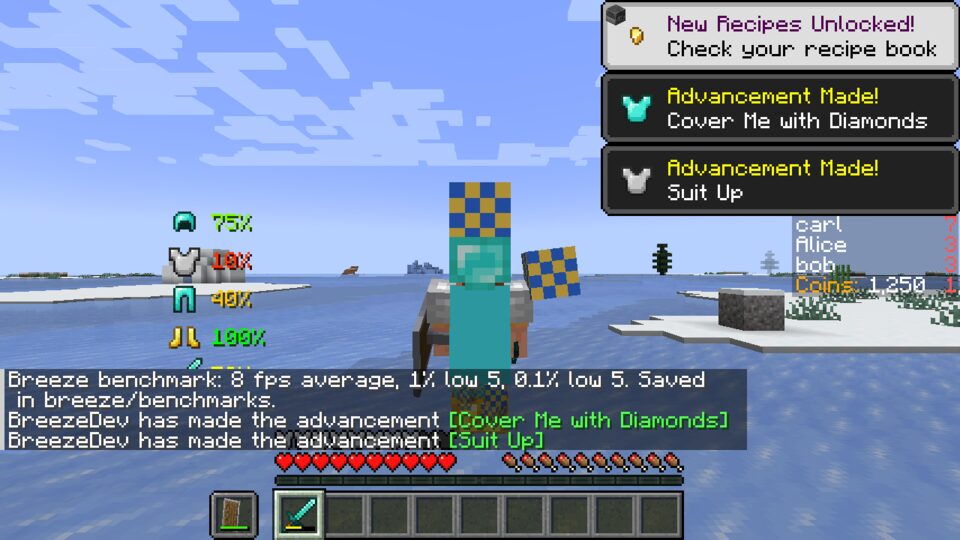 New Recipes Unlocked!
Check your recipe book
Advancement Made!
Cover Me with Diamonds
Advancement Made!
Suit Up
carl
Alice
bob
Coins: 1,250
75%
10%
40%
100%
Breeze benchmark: 8 fps average, 1% low 5, 0.1% low 5. Saved
in breeze/benchmarks.
BreezeDev has made the advancement [Cover Me with Diamonds]
BreezeDev has made the advancement [Suit Up]